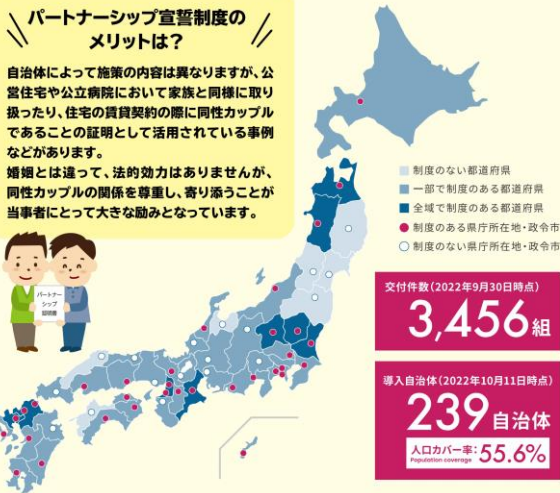 パートナーシップ宣誓制度の
メリットは？
自治体によって施策の内容は異なりますが、公
営住宅や公立病院において家族と同様に取り
扱ったり、住宅の賃貸契約の際に同性カップル
であることの証明として活用されている事例
などがあります。
婚姻とは違って、法的効力はありませんが、
同性カップルの関係を尊重し、寄り添うことが
当事者にとって大きな励みとなっています。
パートナー
シップ
証明書
制度のない都道府県
一部で制度のある都道府県
全域で制度のある都道府県
制度のある県庁所在地・政令市
制度のない県庁所在地・政令市
交付件数(2022年9月30日時点)
3,456組
導入自治体(2022年10月11日時点)
239自治体
人口カバー率：55.6%
Population coverage